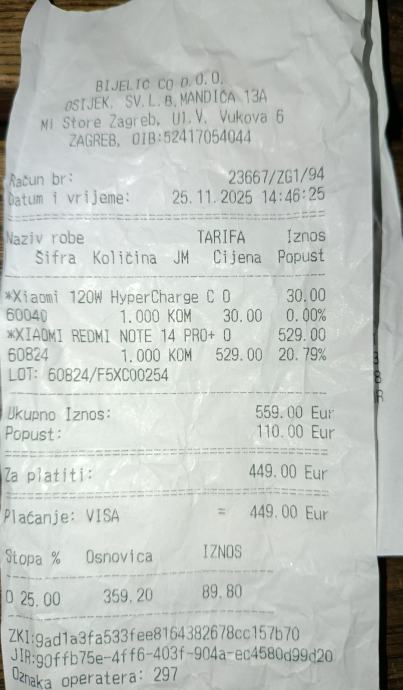 BIJELIĆ CO D.O.O.
OSIJEK, SV.L.B.MANDIĆA 13A
Mi Store Zagreb, Ul.V. Vukova 6
ZAGREB, OIB:52417054044
Račun br: 23667/ZG1/94
Datum i vrijeme: 25.11.2025 14:46:25
Naziv robe TARIFA Iznos
Šifra Količina JM Cijena Popust
*Xiaomi 120W HyperCharge C O 30.00
60040 1.000 KOM 30.00 0.00%
*XIAOMI REDMI NOTE 14 PRO+ O 529.00
60824 1.000 KOM 529.00 20.79%
LOT: 60824/F5XC00254
Ukupno Iznos: 559.00 Eur
Popust: 110.00 Eur
Za platiti: 449.00 Eur
Plaćanje: VISA = 449.00 Eur
Stopa % Osnovica IZNOS
O 25.00 359.20 89.80
ZKI:9ad1a3fa533fee8164382678cc157b70
JIR:90ffb75e-4ff6-403f-904a-ec4580d99d20
Oznaka operatera: 297